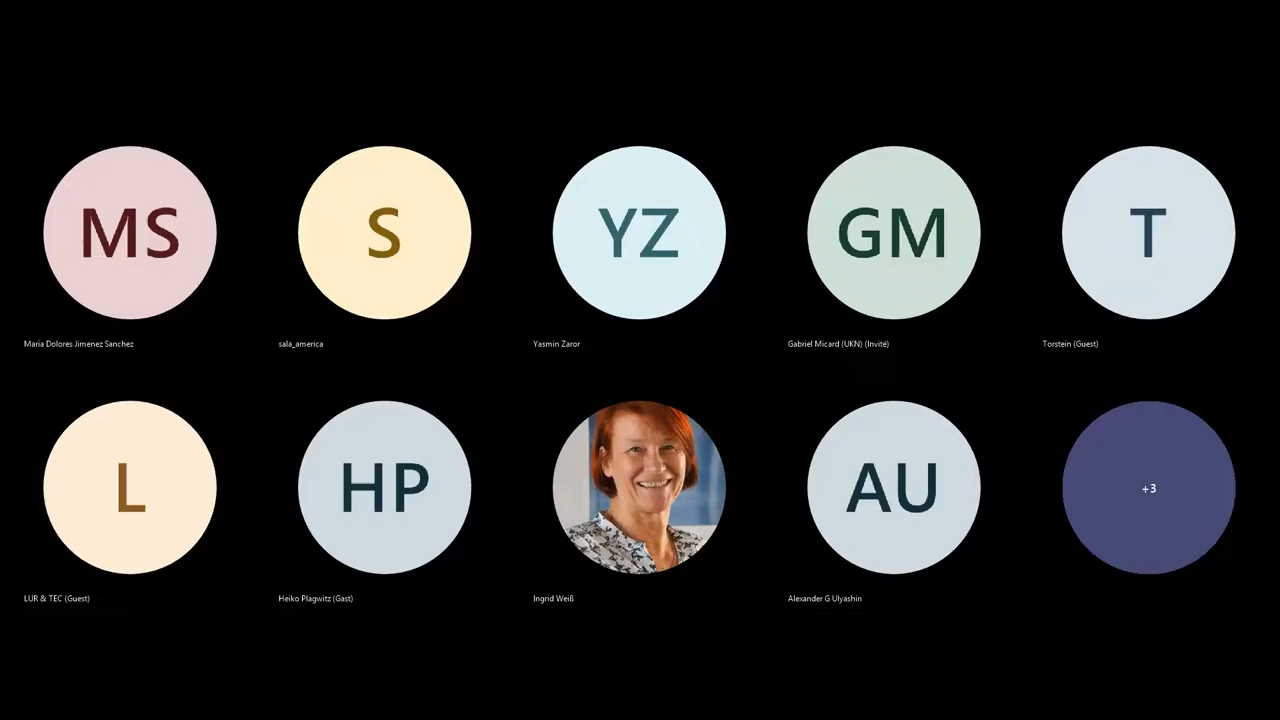 MS
S
YZ
GM
T
Maria Dolores Jimenez Sanchez
sala_america
Yasmin Zaror
Gabriel Micard (UKN) (Invité)
Torstein (Guest)
L
HP
AU
+3
LUR & TEC (Guest)
Heiko Plagwitz (Gast)
Ingrid Weiß
Alexander G Ulyashin